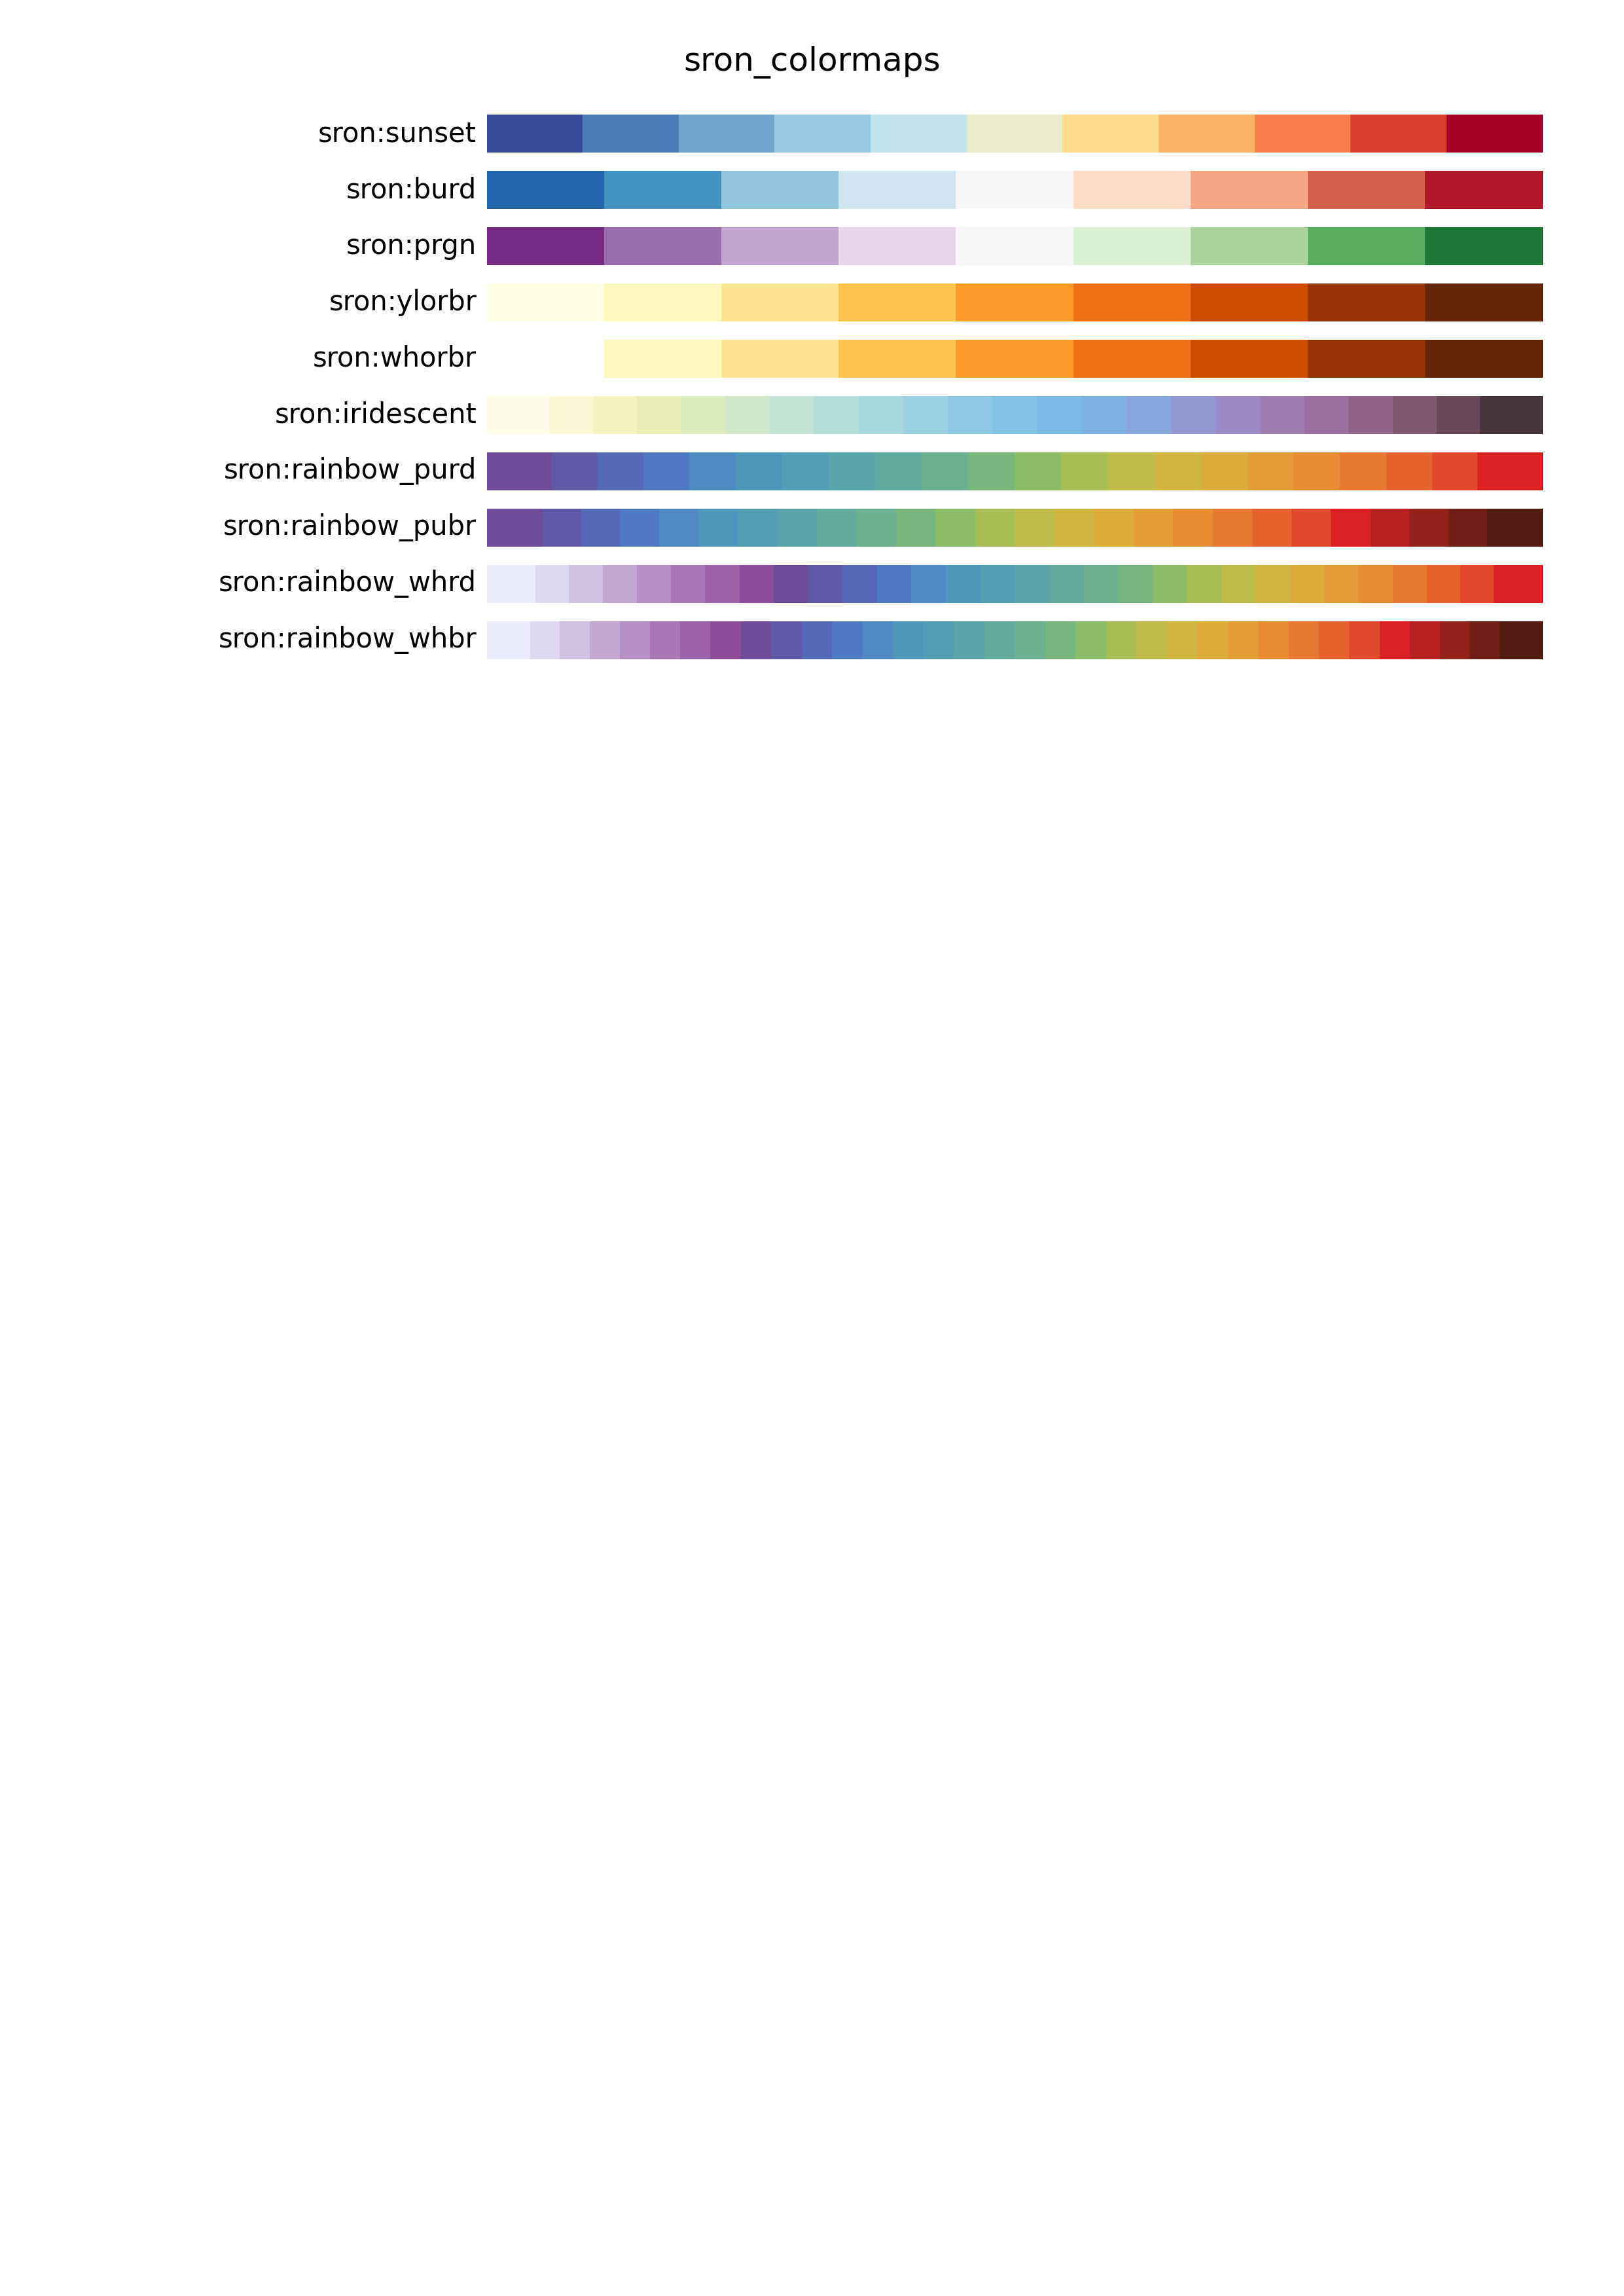 sron_colormaps
sron:sunset
sron:burd
sron:prgn
sron:ylorbr
sron:whorbr
sron:iridescent
sron:rainbow_purd
sron:rainbow_pubr
sron:rainbow_whrd
sron:rainbow_whbr